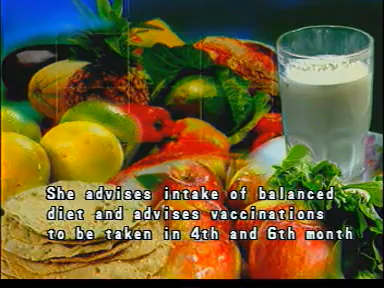 She advises intake of balanced
diet and advises vaccinations
to be taken in 4th and 6th month